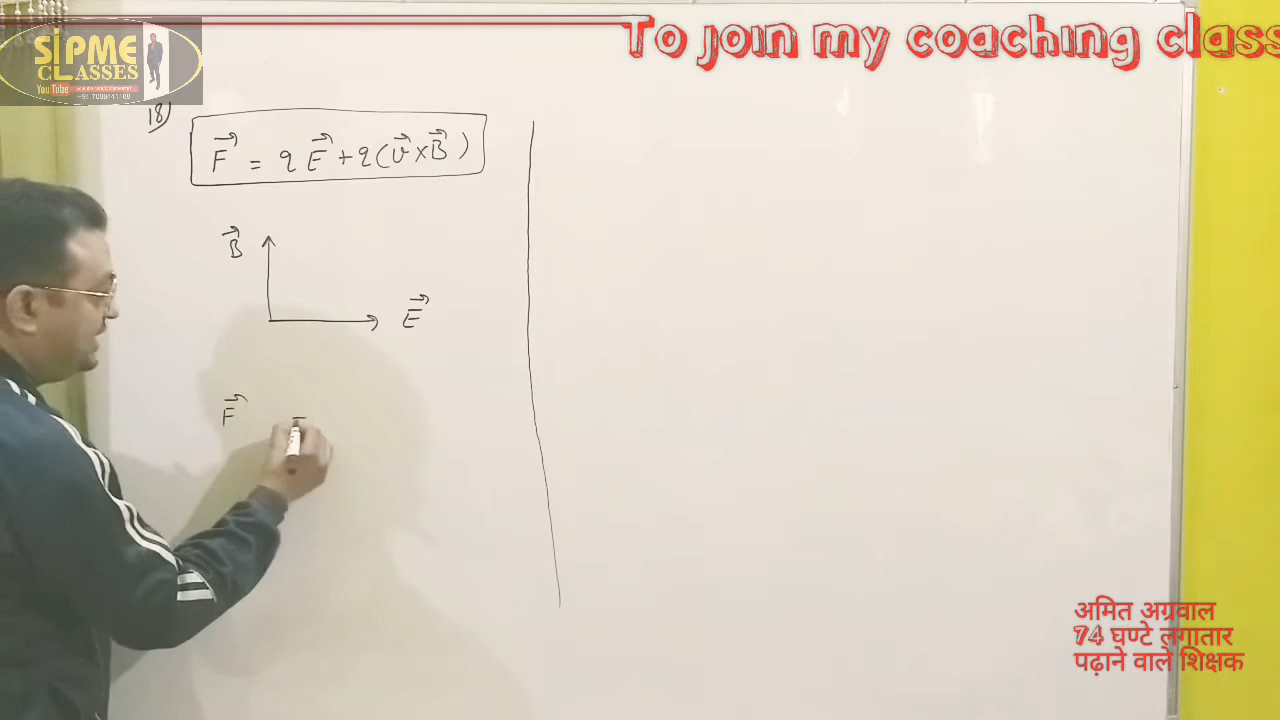 To join my coaching class
SiPME
CLASSES
YouTube
18)
F⃗ = q E⃗ + q(v⃗ × B⃗)
B⃗
E⃗
F⃗
अमित अग्रवाल
74 घण्टे लगातार
पढ़ाने वाले शिक्षक